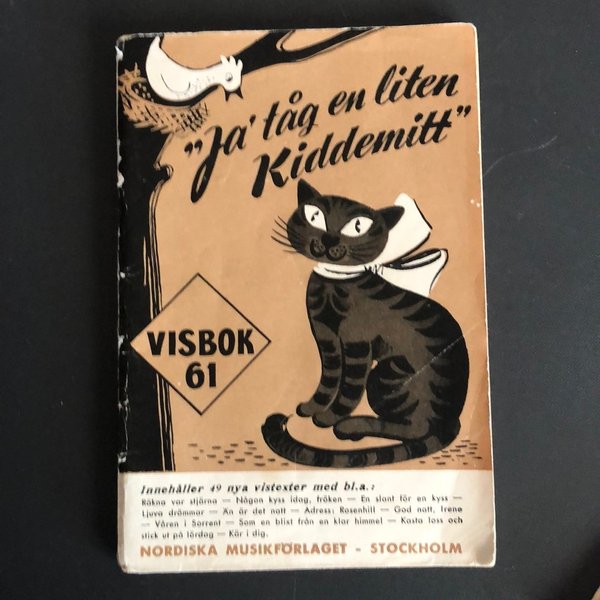 „Ja' tåg en liten
Kiddemitt”
VISBOK
61
Innehåller 49 nya vistexter med bl.a.:
Räkna var stjärna — Någon kyss idag, fröken — En slant för en kyss —
Ljuva drömmar — Än är det natt — Adress: Rosenhill — God natt, Irene
— Våren i Sorrent — Som en blixt från en klar himmel — Kasta loss och
stick ut på lördag — Kär i dig.
NORDISKA MUSIKFÖRLAGET - STOCKHOLM